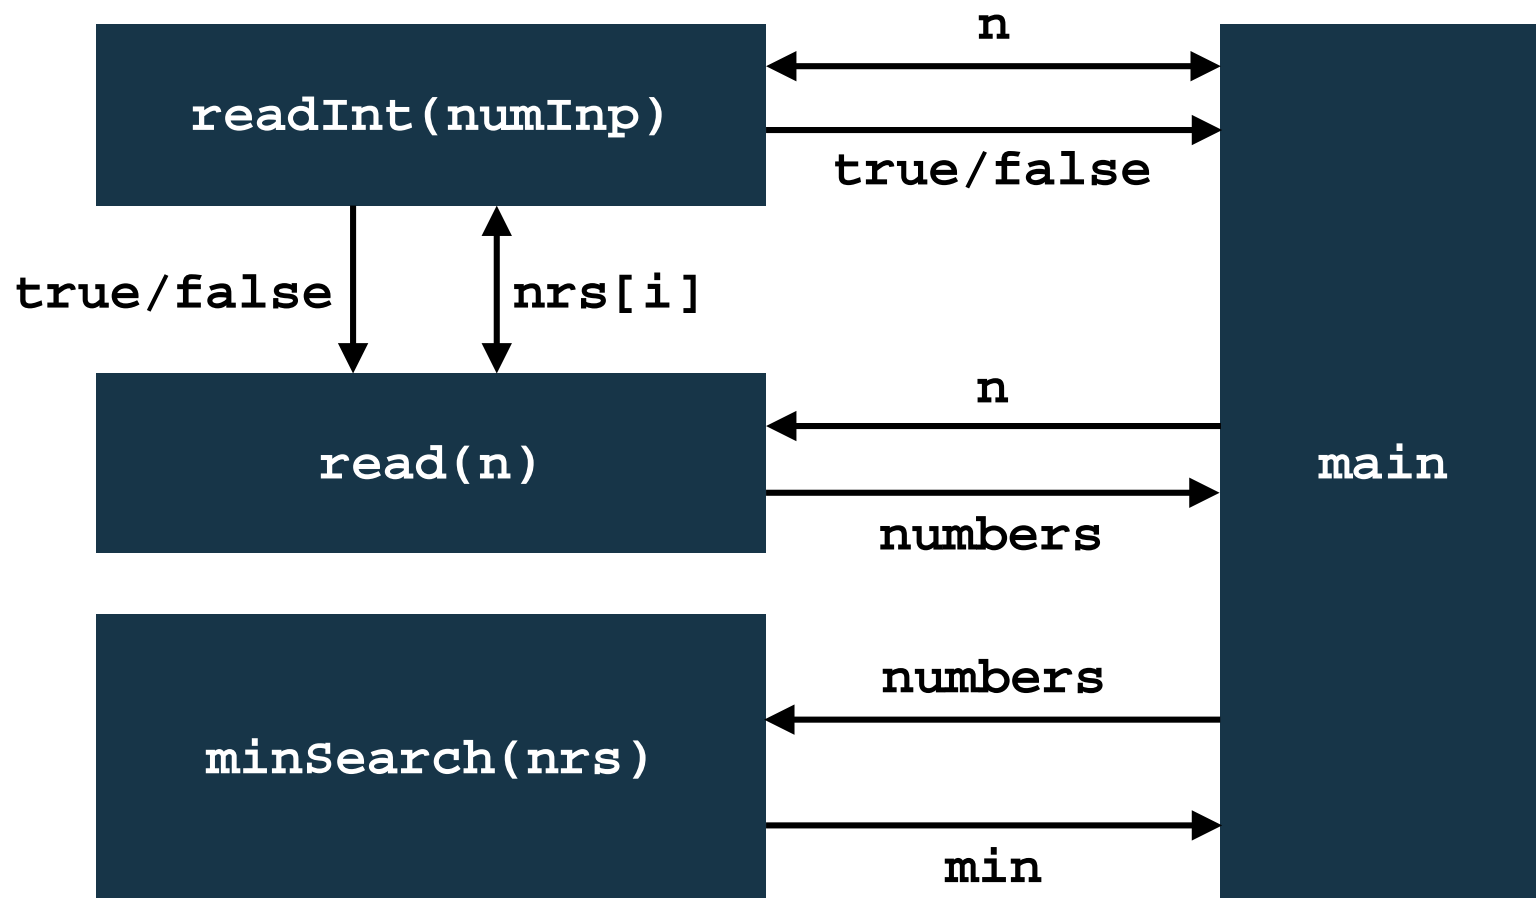 n
readInt(numInp)
true/false
true/false
nrs[i]
n
read(n)
main
numbers
numbers
minSearch(nrs)
min